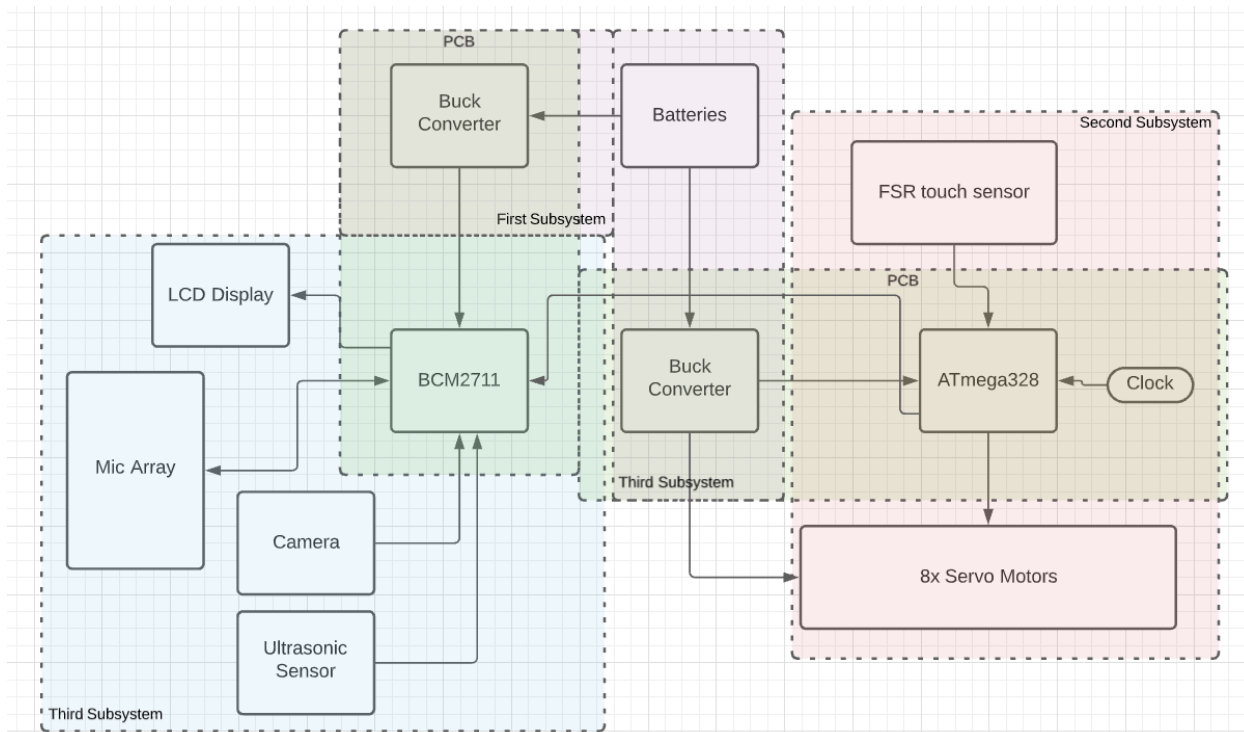 PCB
Buck
Converter
Batteries
Second Subsystem
FSR touch sensor
First Subsystem
LCD Display
PCB
BCM2711
Buck
Converter
ATmega328
Clock
Mic Array
Third Subsystem
Camera
8x Servo Motors
Ultrasonic
Sensor
Third Subsystem